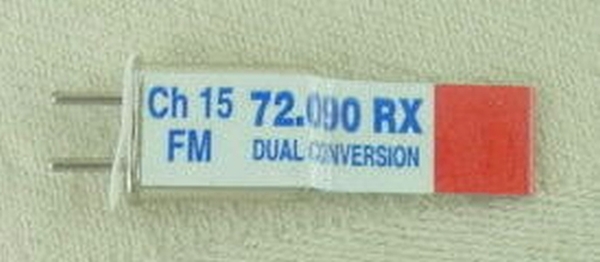 Ch 15 72.090 RX
FM DUAL CONVERSION